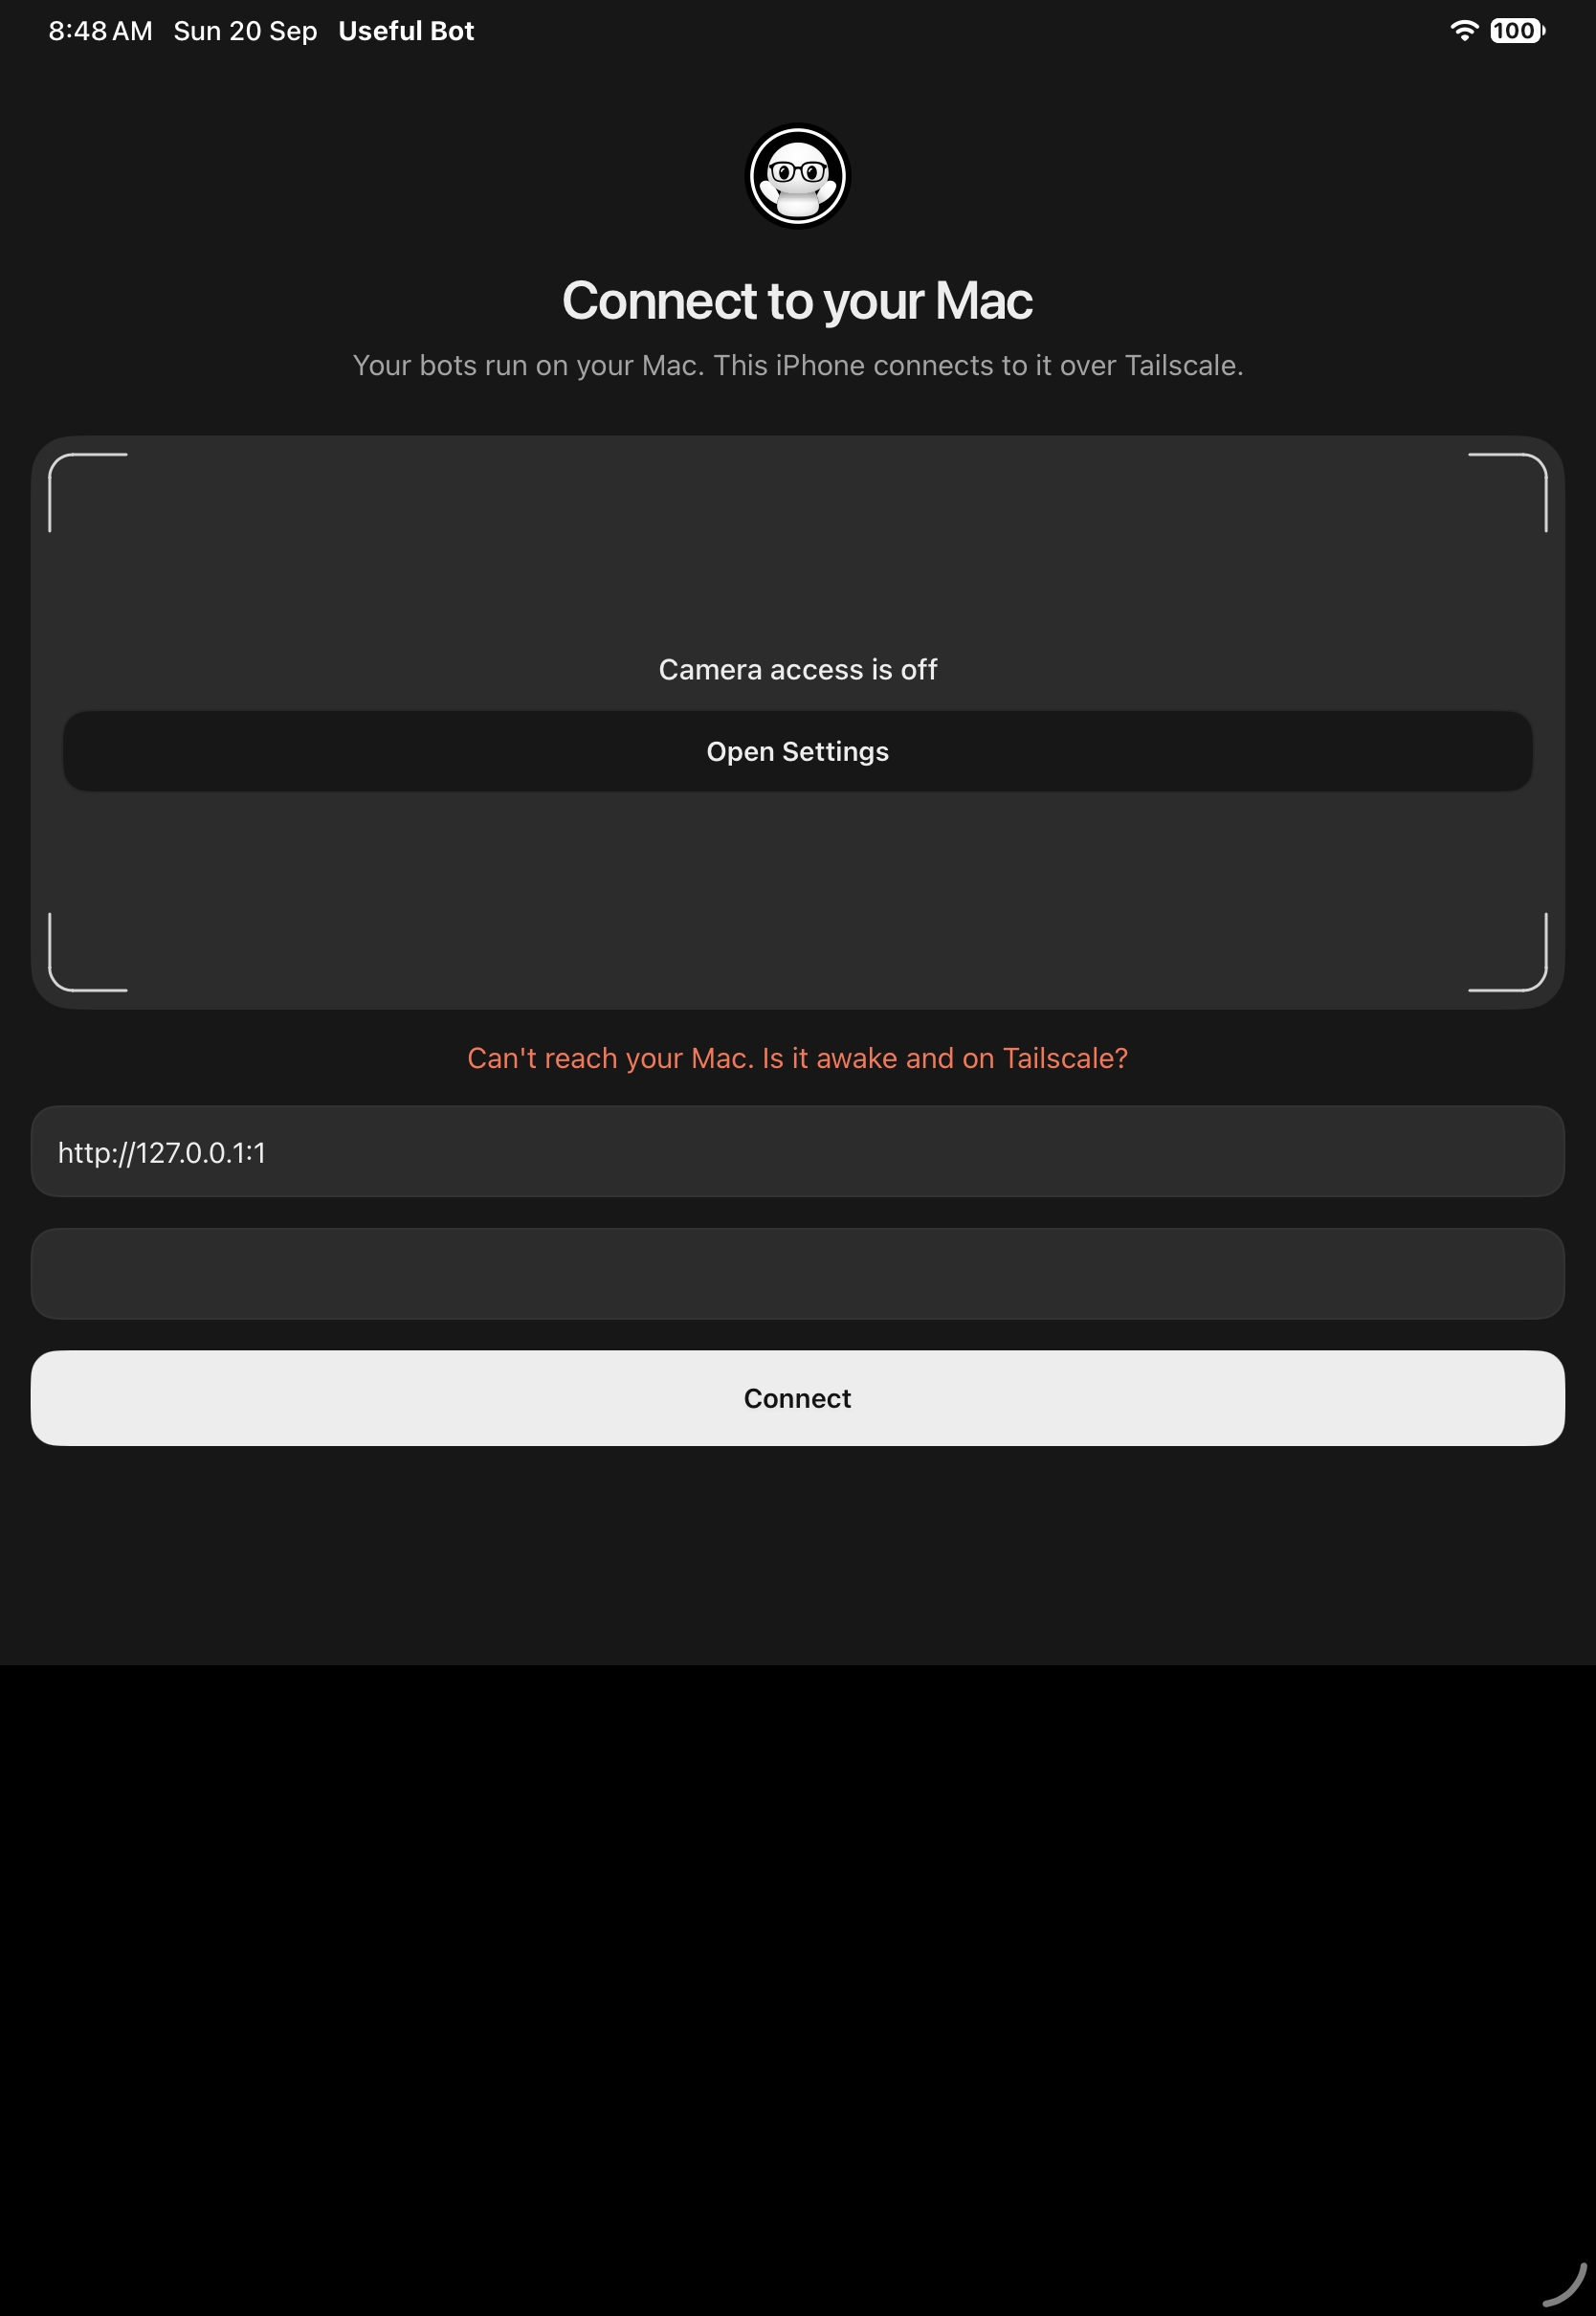 8:48 AM Sun 20 Sep Useful Bot
100
Connect to your Mac
Your bots run on your Mac. This iPhone connects to it over Tailscale.
Camera access is off
Open Settings
Can't reach your Mac. Is it awake and on Tailscale?
http://127.0.0.1:1
Connect